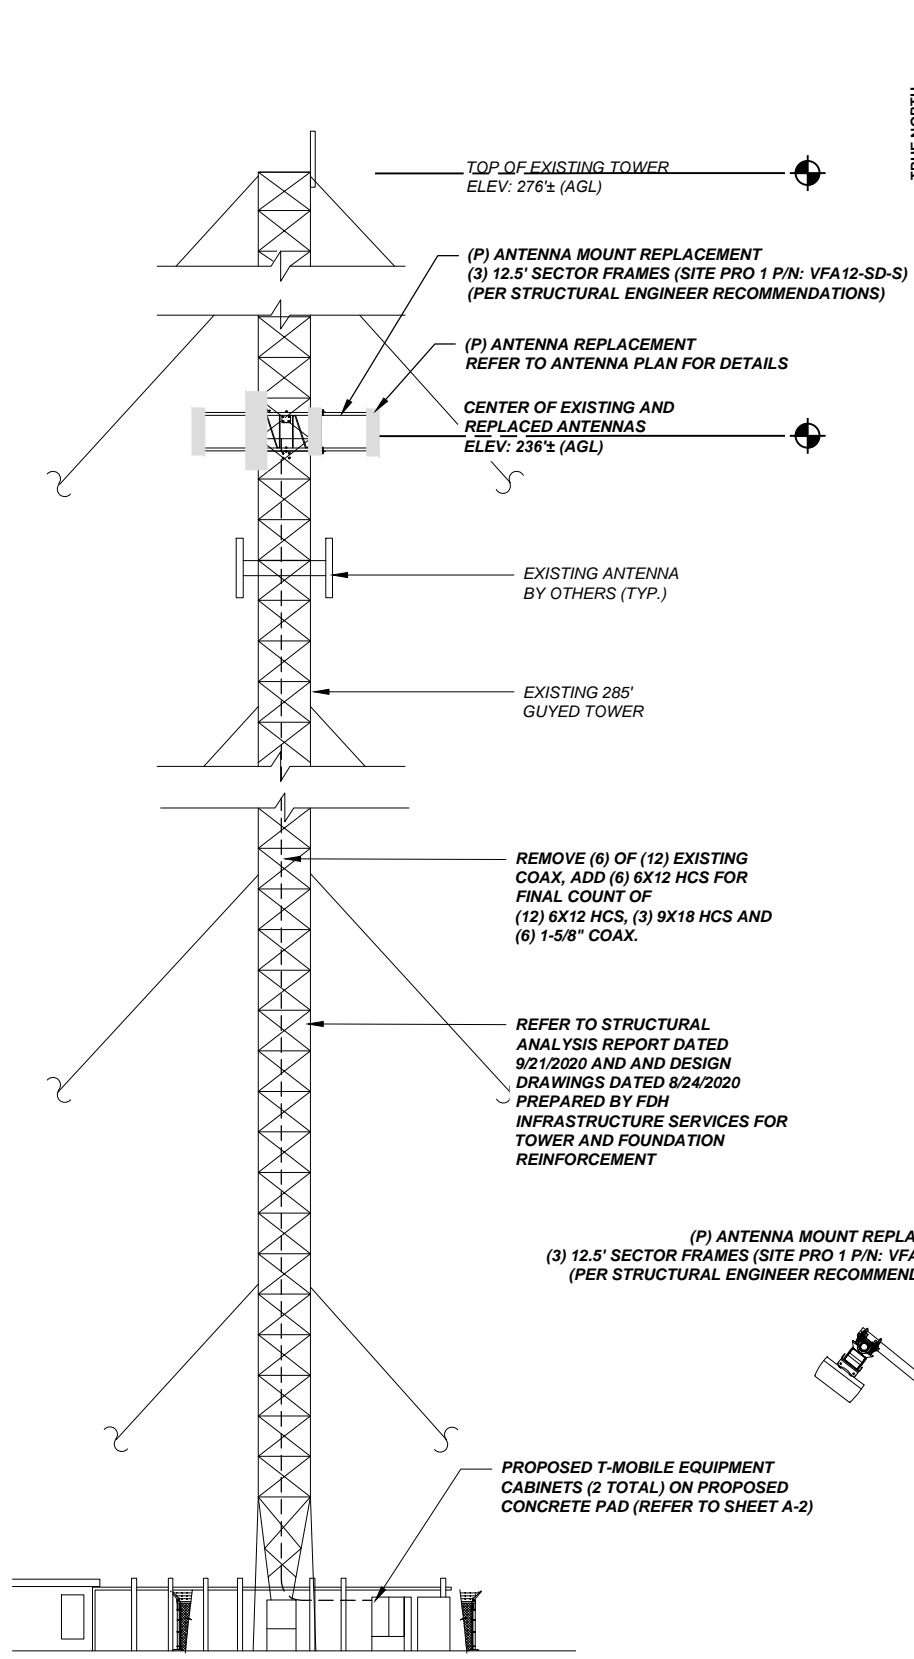 TRUE NORTH
TOP OF EXISTING TOWER
ELEV: 276'± (AGL)
(P) ANTENNA MOUNT REPLACEMENT
(3) 12.5' SECTOR FRAMES (SITE PRO 1 P/N: VFA12-SD-S)
(PER STRUCTURAL ENGINEER RECOMMENDATIONS)
(P) ANTENNA REPLACEMENT
REFER TO ANTENNA PLAN FOR DETAILS
CENTER OF EXISTING AND
REPLACED ANTENNAS
ELEV: 236'± (AGL)
EXISTING ANTENNA
BY OTHERS (TYP.)
EXISTING 285'
GUYED TOWER
REMOVE (6) OF (12) EXISTING
COAX, ADD (6) 6X12 HCS FOR
FINAL COUNT OF
(12) 6X12 HCS, (3) 9X18 HCS AND
(6) 1-5/8" COAX.
REFER TO STRUCTURAL
ANALYSIS REPORT DATED
9/21/2020 AND AND DESIGN
DRAWINGS DATED 8/24/2020
PREPARED BY FDH
INFRASTRUCTURE SERVICES FOR
TOWER AND FOUNDATION
REINFORCEMENT
(P) ANTENNA MOUNT REPLA
(3) 12.5' SECTOR FRAMES (SITE PRO 1 P/N: VFA
(PER STRUCTURAL ENGINEER RECOMMEND
PROPOSED T-MOBILE EQUIPMENT
CABINETS (2 TOTAL) ON PROPOSED
CONCRETE PAD (REFER TO SHEET A-2)